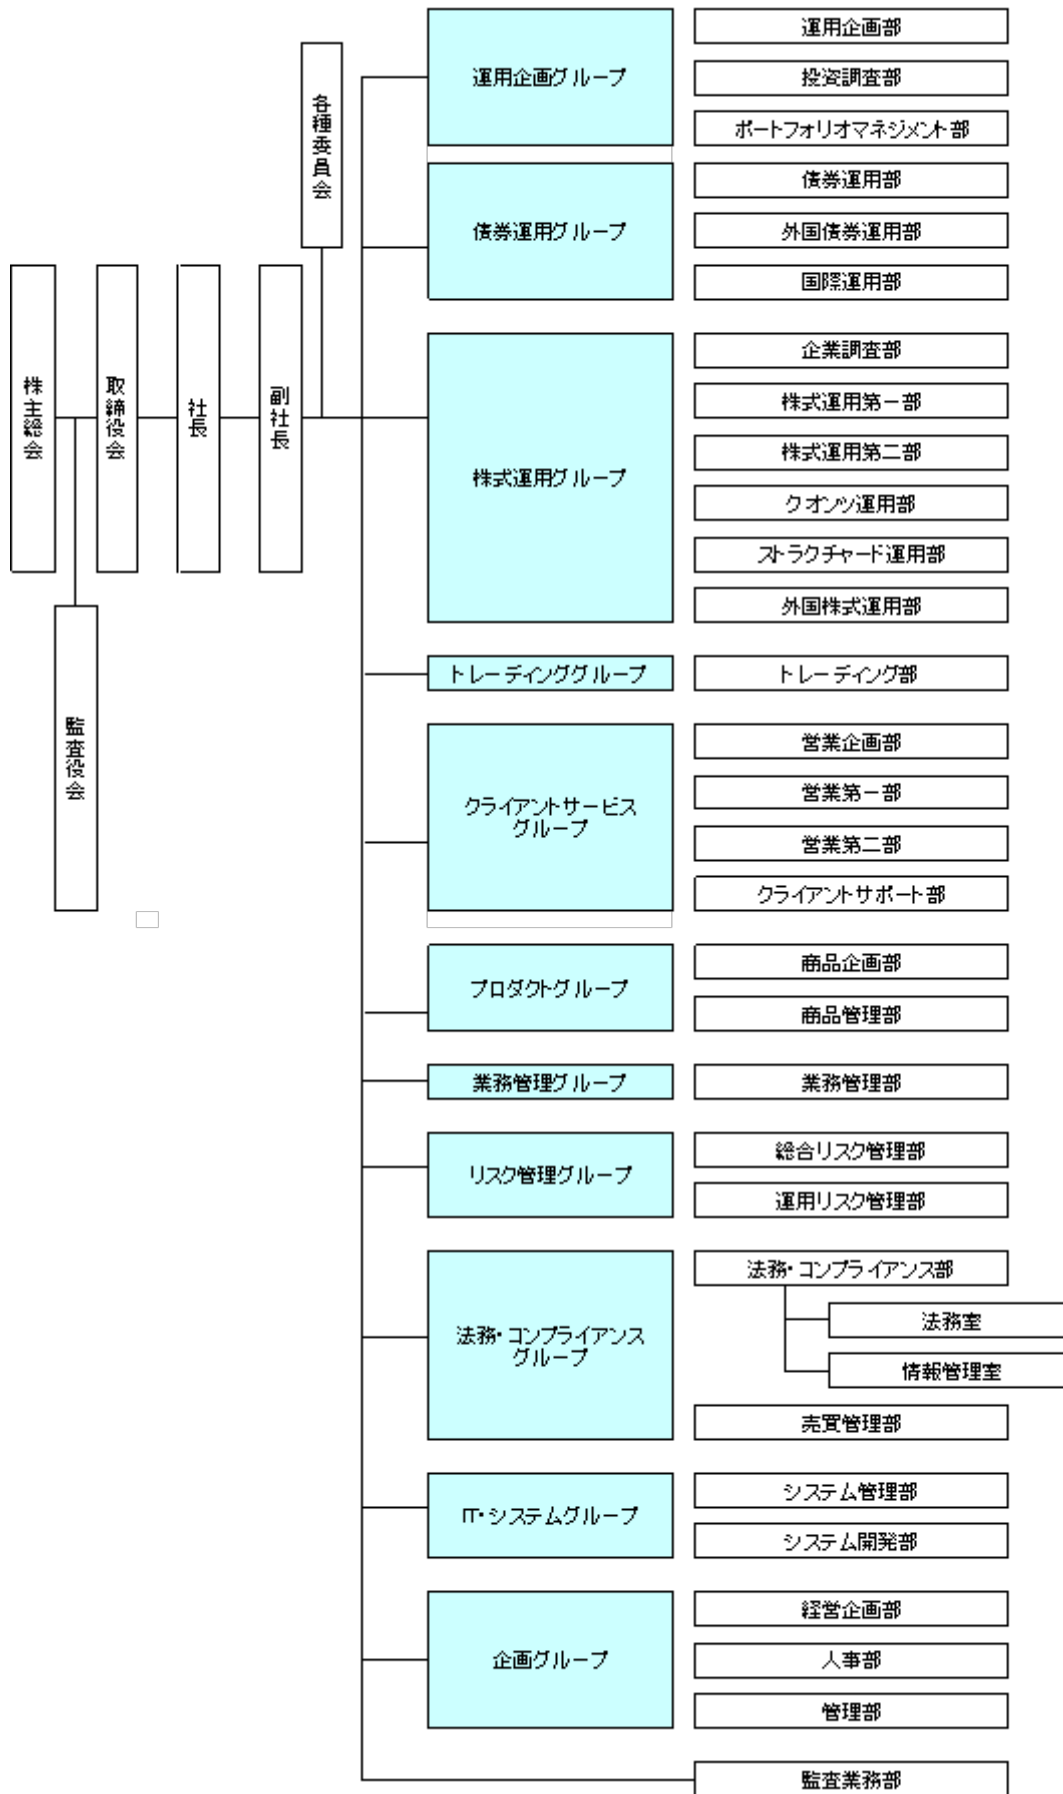 株主総会
監査役会
取締役会
社長
副社長
各種委員会
運用企画グループ
運用企画部
投資調査部
ポートフォリオマネジメント部
債券運用グループ
債券運用部
外国債券運用部
国際運用部
株式運用グループ
企業調査部
株式運用第一部
株式運用第二部
クオンツ運用部
ストラクチャード運用部
外国株式運用部
トレーディンググループ
トレーディング部
クライアントサービス
グループ
営業企画部
営業第一部
営業第二部
クライアントサポート部
プロダクトグループ
商品企画部
商品管理部
業務管理グループ
業務管理部
リスク管理グループ
総合リスク管理部
運用リスク管理部
法務・コンプライアンス
グループ
法務・コンプライアンス部
法務室
情報管理室
売買管理部
IT・システムグループ
システム管理部
システム開発部
企画グループ
経営企画部
人事部
管理部
監査業務部